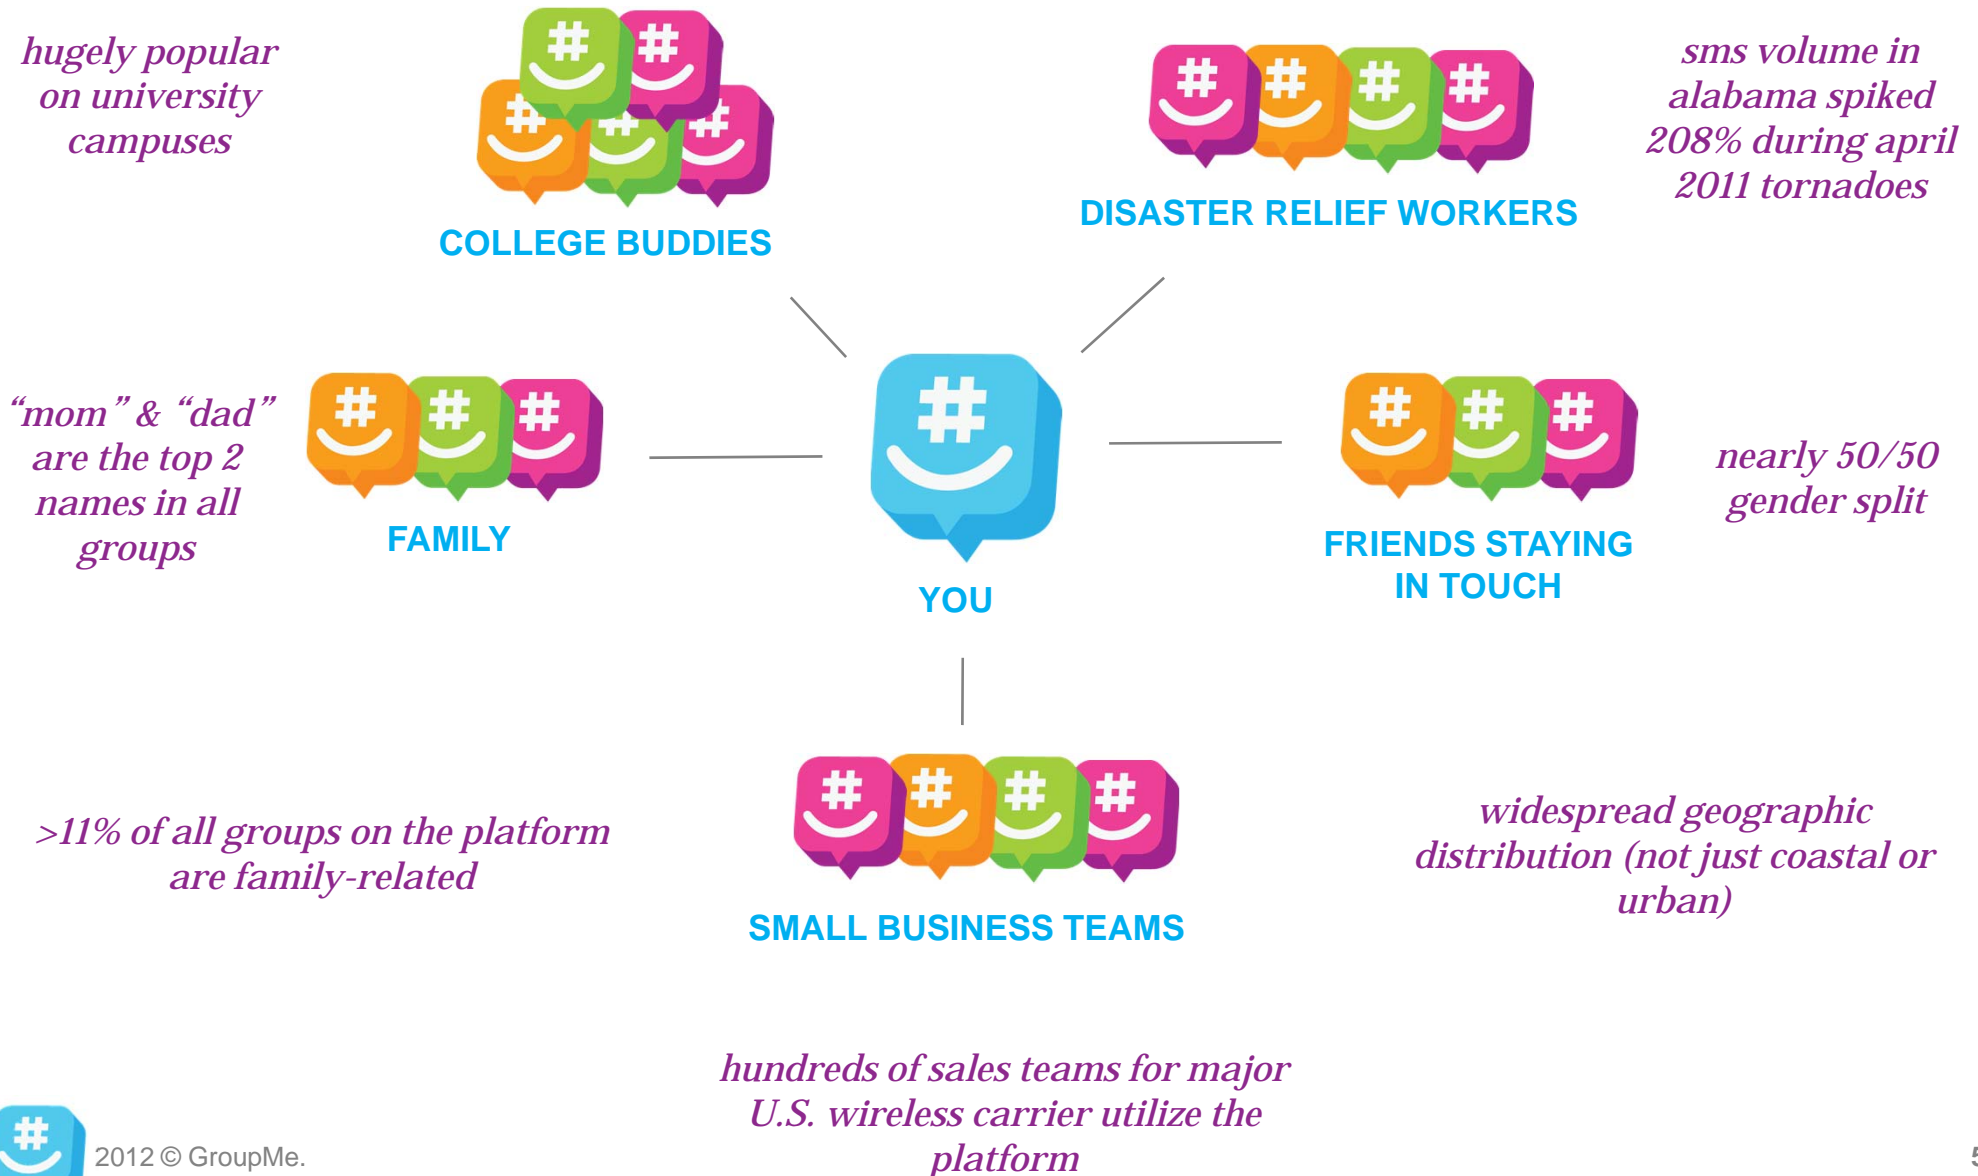 hugely popular
on university
campuses
COLLEGE BUDDIES
DISASTER RELIEF WORKERS
sms volume in
alabama spiked
208% during april
2011 tornadoes
“mom” & “dad”
are the top 2
names in all
groups
FAMILY
YOU
FRIENDS STAYING
IN TOUCH
nearly 50/50
gender split
>11% of all groups on the platform
are family-related
SMALL BUSINESS TEAMS
widespread geographic
distribution (not just coastal or
urban)
hundreds of sales teams for major
U.S. wireless carrier utilize the
platform
2012 © GroupMe.
5